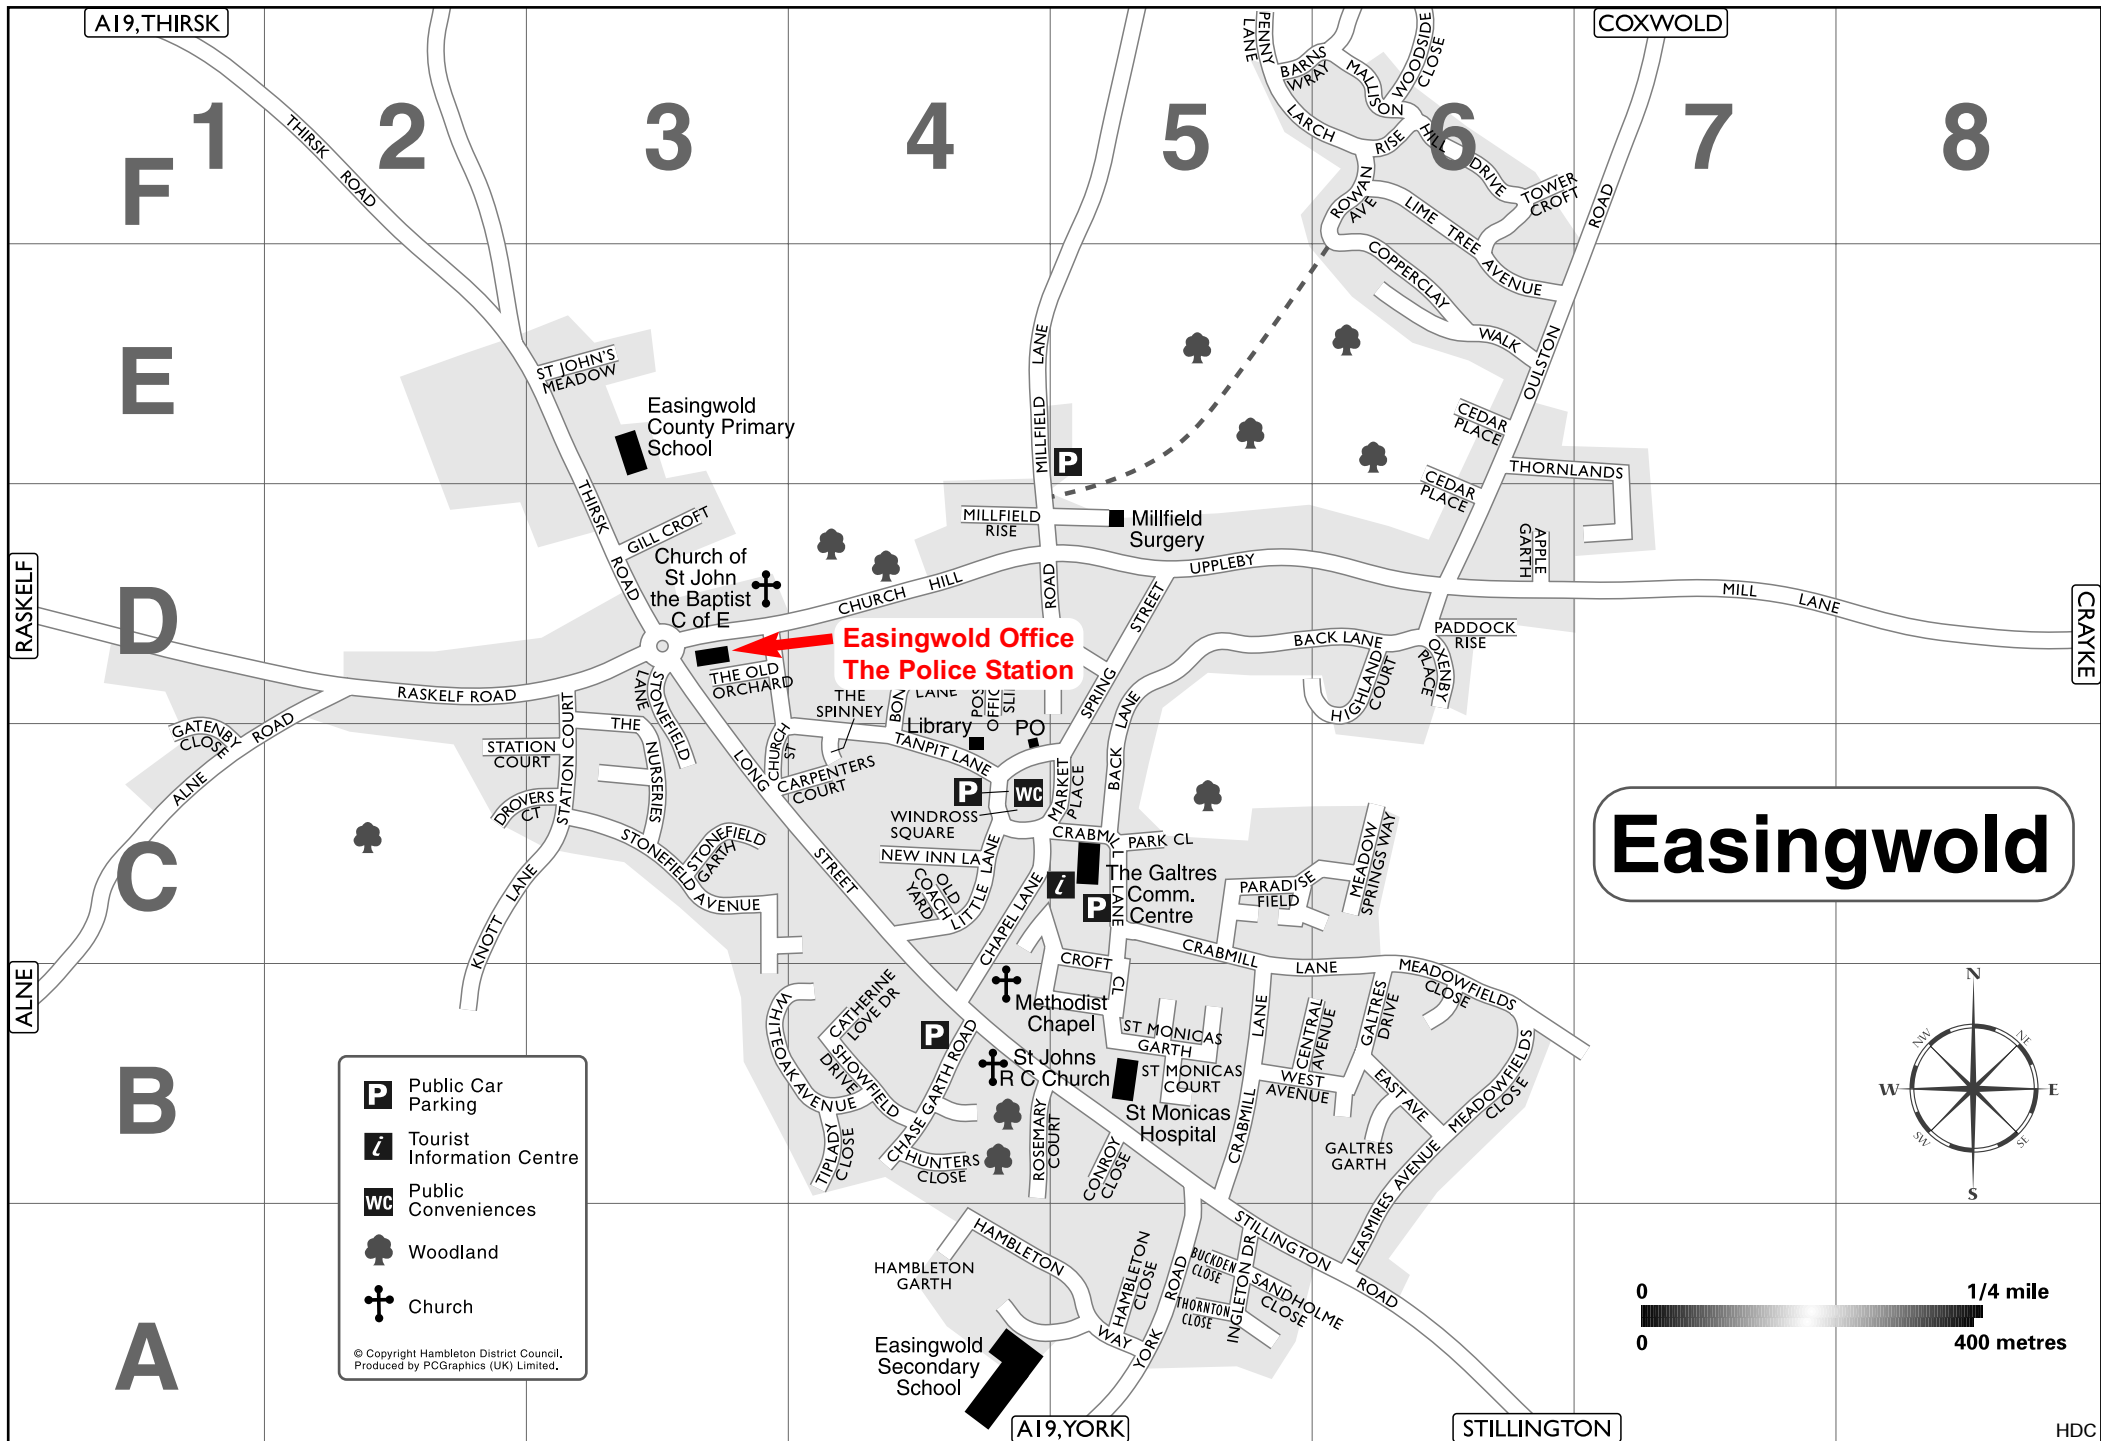 A19, THIRSK
COXWOLD
RASKELF
ALNE
CRAYKE
A19, YORK
STILLINGTON
1
2
3
4
5
6
7
8
F
E
D
C
B
A
PENNY
LANE
BARNS
WRAY
MALLISON
HILL
DRIVE
WOODSIDE
CLOSE
LARCH
RISE
TOWER
CROFT
ROWAN
AVE
LIME
TREE
AVENUE
COPPERCLAY
WALK
OULSTON
ROAD
THIRSK
ROAD
ST JOHN'S
MEADOW
Easingwold
County Primary
School
MILLFIELD
LANE
P
CEDAR
PLACE
CEDAR
PLACE
THORNLANDS
APPLE
GARTH
THIRSK
ROAD
GILL CROFT
MILLFIELD
RISE
Millfield
Surgery
Church of
St John
the Baptist
C of E
CHURCH
HILL
ROAD
UPPLEBY
MILL
LANE
Easingwold Office
The Police Station
STREET
SPRING
BACK LANE
PADDOCK
RISE
OXENBY
PLACE
HIGHLAND
COURT
RASKELF ROAD
STONEFIELD
LANE
THE OLD
ORCHARD
THE
SPINNEY
BON
LANE
POS
OFFIC
SLI
Library
PO
GATENBY
CLOSE
ALNE
ROAD
STATION
COURT
STATION COURT
THE
NURSERIES
DROVERS
CT
LONG
STREET
CHURCH
ST
CARPENTERS
COURT
TANPIT LANE
P
WC
WINDROSS
SQUARE
MARKET
PLACE
BACK
LANE
CRABMILL
LANE
PARK CL
STONEFIELD
GARTH
STONEFIELD
AVENUE
NEW INN LA
OLD
COACH
YARD
LITTLE LANE
CHAPEL LANE
i
The Galtres
Comm.
Centre
P
PARADISE
FIELD
MEADOW
SPRINGS WAY
Easingwold
KNOTT
LANE
CROFT
CL
CRABMILL
LANE
MEADOWFIELDS
CLOSE
WHITEOAK AVENUE
CATHERINE
LOVE DR
SHOWFIELD
DRIVE
P
CHASE GARTH ROAD
Methodist
Chapel
St Johns
R C Church
ST MONICAS
GARTH
ST MONICAS
COURT
St Monicas
Hospital
CRABMILL
LANE
CENTRAL
AVENUE
WEST
AVENUE
GALTRES
DRIVE
EAST AVE
GALTRES
GARTH
MEADOWFIELDS
CLOSE
LEASMIRES AVENUE
TIPLADY
CLOSE
HUNTERS
CLOSE
ROSEMARY
COURT
CONROY
CLOSE
HAMBLETON
WAY
HAMBLETON
GARTH
HAMBLETON
CLOSE
YORK
ROAD
BUCKDEN
CLOSE
THORNTON
CLOSE
INGLETON DR
SANDHOLME
CLOSE
STILLINGTON
ROAD
Easingwold
Secondary
School
P
Public Car
Parking
i
Tourist
Information Centre
WC
Public
Conveniences
Woodland
Church
© Copyright Hambleton District Council.
Produced by PCGraphics (UK) Limited.
N
NE
E
SE
S
SW
W
NW
0
1/4 mile
0
400 metres
HDC